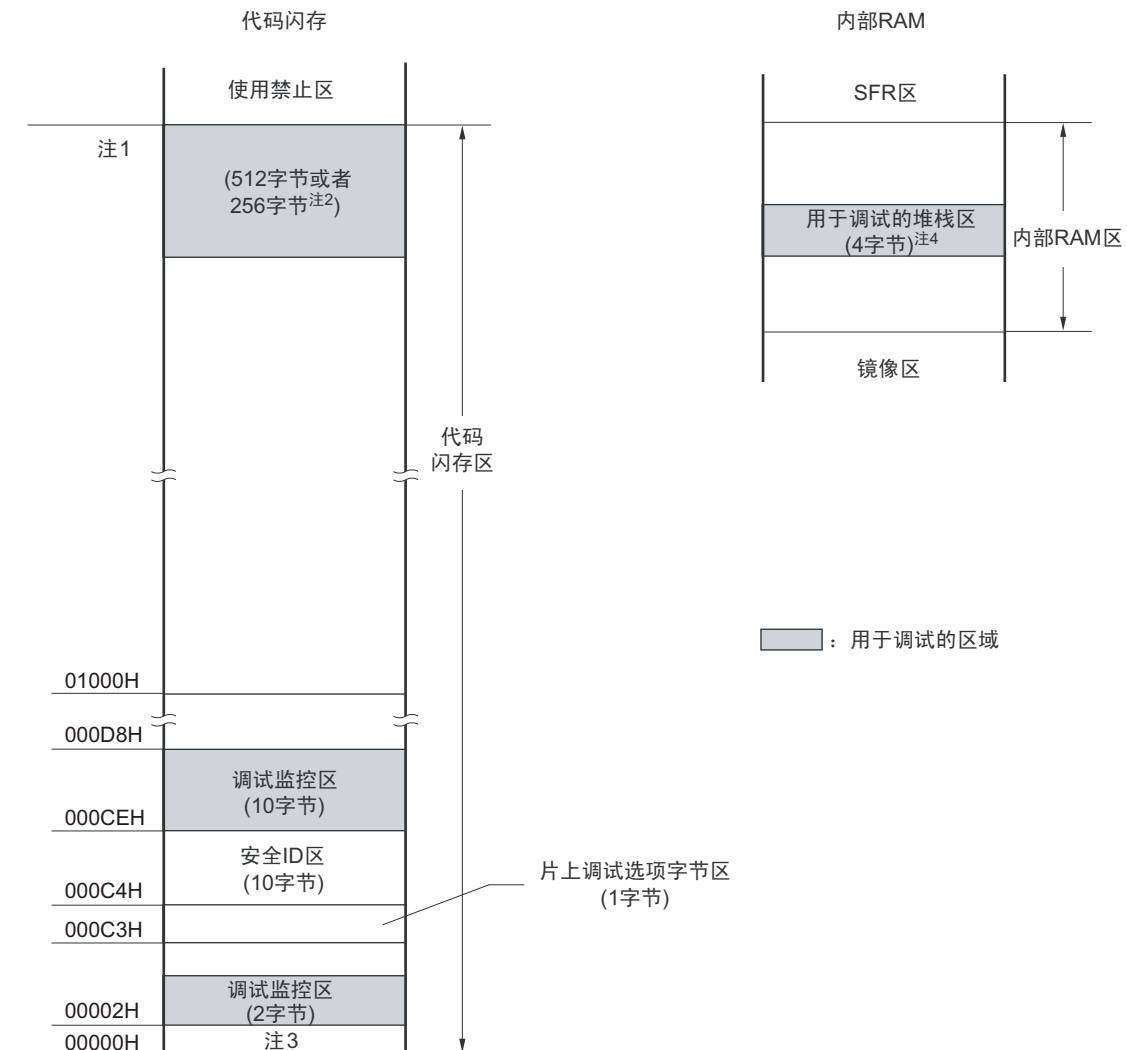 代码闪存
使用禁止区
注1
(512字节或者
256字节注2)
代码
闪存区
01000H
000D8H
调试监控区
(10字节)
000CEH
安全ID区
(10字节)
000C4H
000C3H
片上调试选项字节区
(1字节)
调试监控区
(2字节)
00002H
注3
00000H
内部RAM
SFR区
用于调试的堆栈区
(4字节)注4
内部RAM区
镜像区
：用于调试的区域